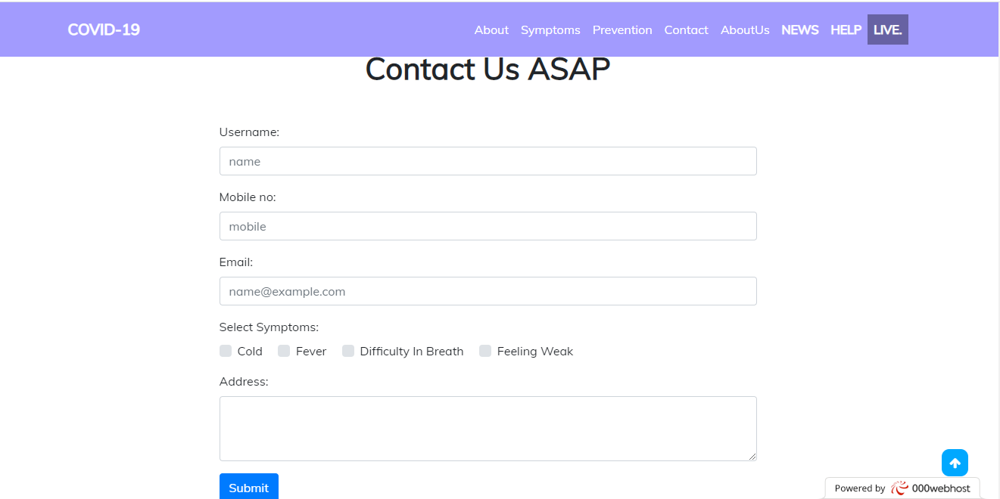 COVID-19 About Symptoms Prevention Contact AboutUs NEWS HELP LIVE.
Contact Us ASAP
Username:
name
Mobile no:
mobile
Email:
name@example.com
Select Symptoms:
Cold Fever Difficulty In Breath Feeling Weak
Address:
Submit
Powered by 000webhost